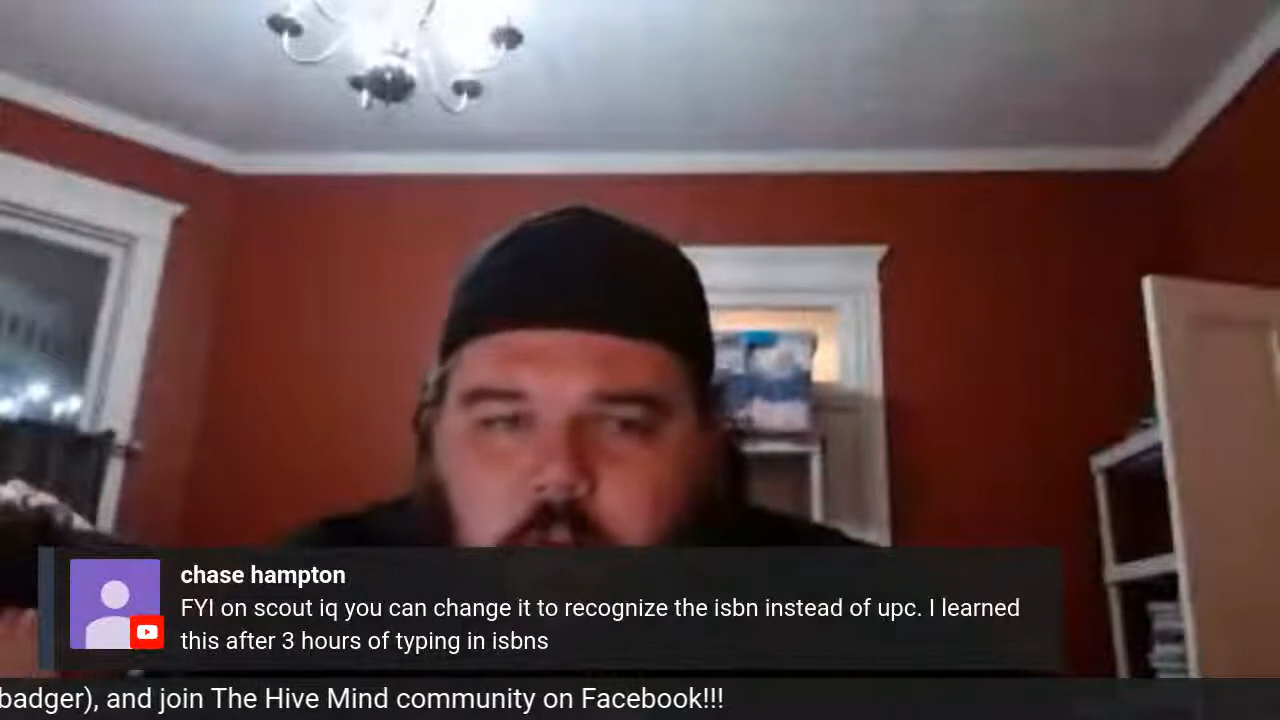 chase hampton
FYI on scout iq you can change it to recognize the isbn instead of upc. I learned
this after 3 hours of typing in isbns
badger), and join The Hive Mind community on Facebook!!!